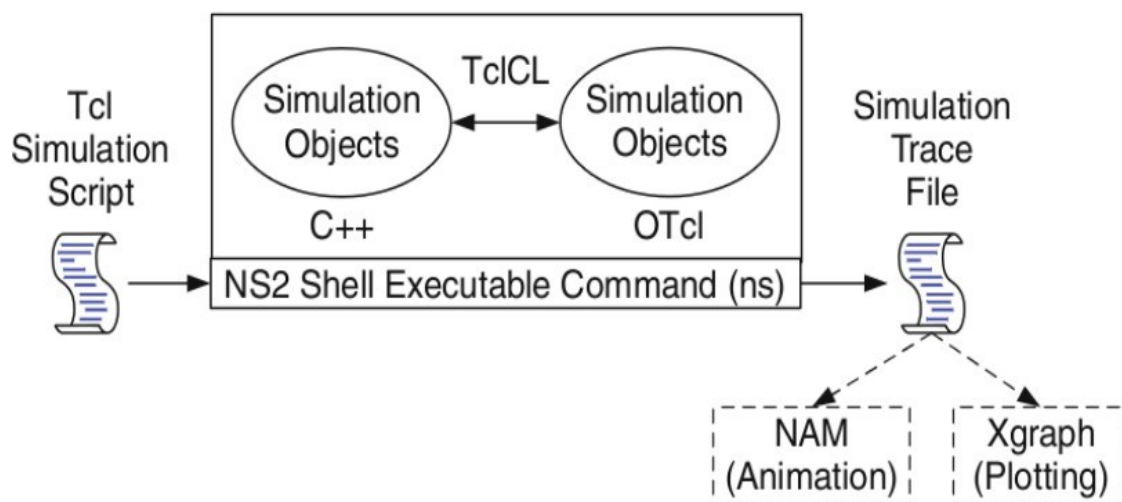 Tcl
Simulation
Script
Simulation
Objects
C++
TclCL
Simulation
Objects
OTcl
NS2 Shell Executable Command (ns)
Simulation
Trace
File
NAM
(Animation)
Xgraph
(Plotting)